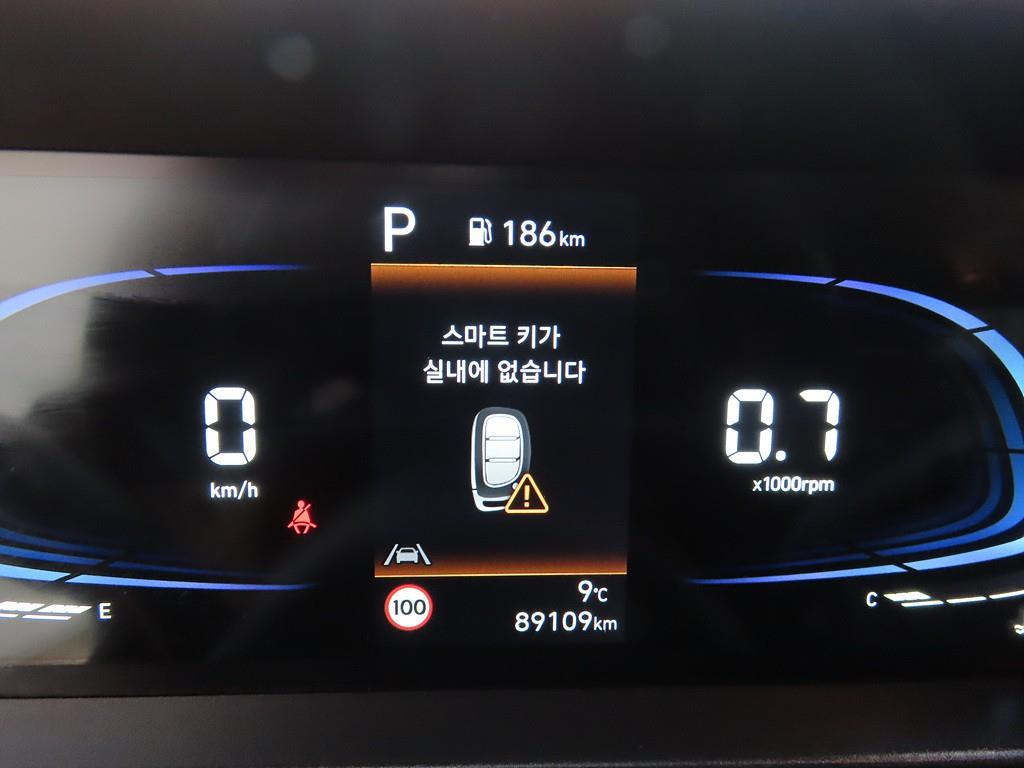 P 186km
스마트 키가
실내에 없습니다
0
km/h
0.7
x1000rpm
100
9℃
89109km
E
C